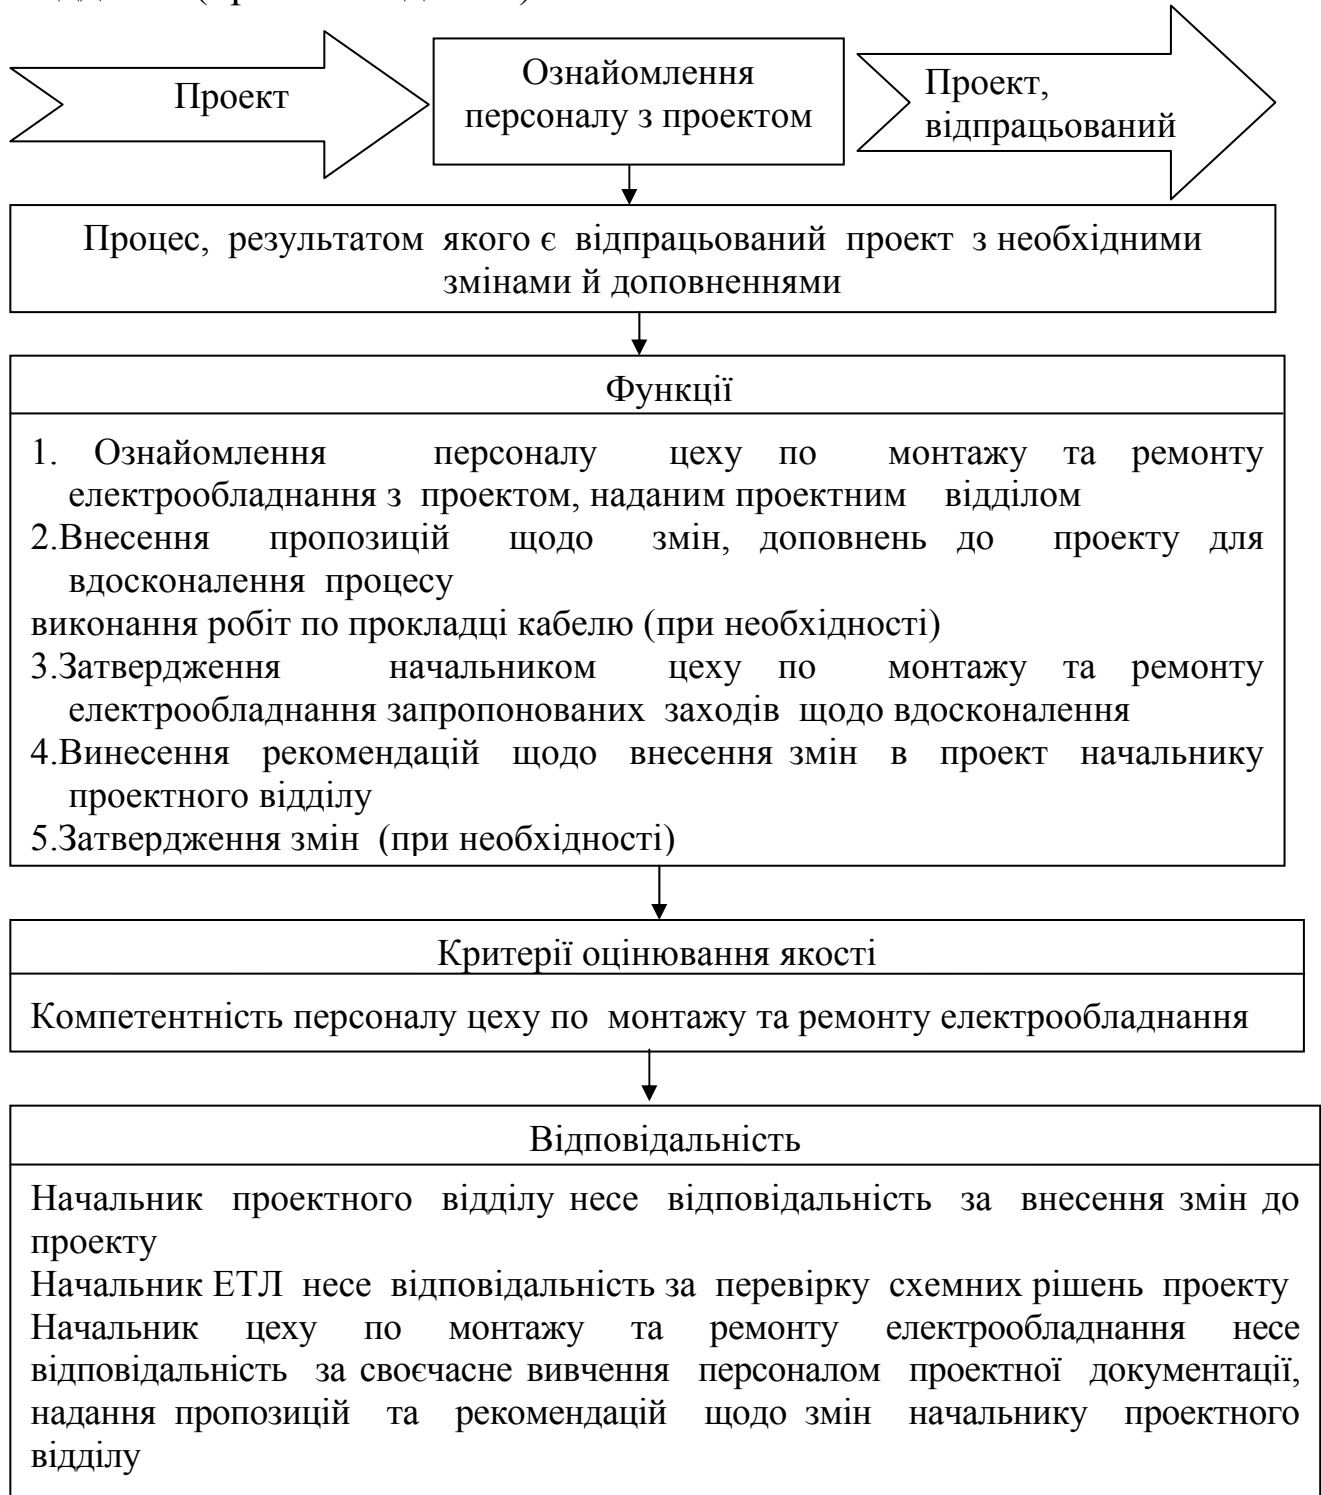 Проект
Ознайомлення
персоналу з проектом
Проект,
відпрацьований
Процес, результатом якого є відпрацьований проект з необхідними
змінами й доповненнями
Функції
1. Ознайомлення персоналу цеху по монтажу та ремонту
електрообладнання з проектом, наданим проектним відділом
2.Внесення пропозицій щодо змін, доповнень до проекту для
вдосконалення процесу
виконання робіт по прокладці кабелю (при необхідності)
3.Затвердження начальником цеху по монтажу та ремонту
електрообладнання запропонованих заходів щодо вдосконалення
4.Винесення рекомендацій щодо внесення змін в проект начальнику
проектного відділу
5.Затвердження змін (при необхідності)
Критерії оцінювання якості
Компетентність персоналу цеху по монтажу та ремонту електрообладнання
Відповідальність
Начальник проектного відділу несе відповідальність за внесення змін до
проекту
Начальник ЕТЛ несе відповідальність за перевірку схемних рішень проекту
Начальник цеху по монтажу та ремонту електрообладнання несе
відповідальність за своєчасне вивчення персоналом проектної документації,
надання пропозицій та рекомендацій щодо змін начальнику проектного
відділу